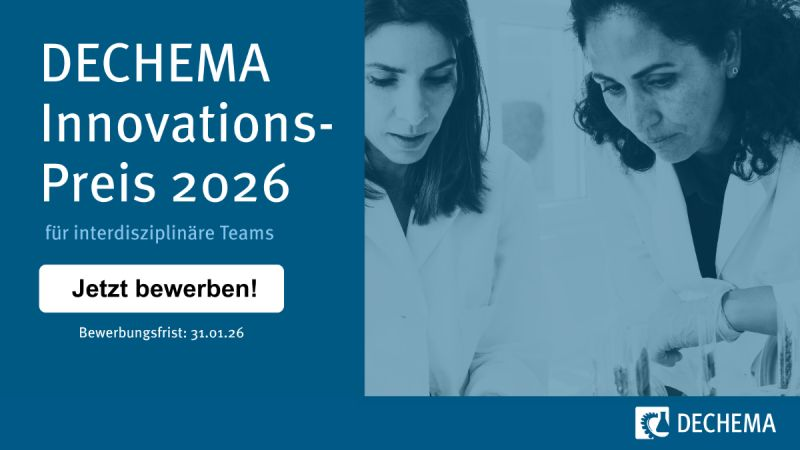 DECHEMA
Innovations-
Preis 2026
für interdisziplinäre Teams
Jetzt bewerben!
Bewerbungsfrist: 31.01.26
DECHEMA